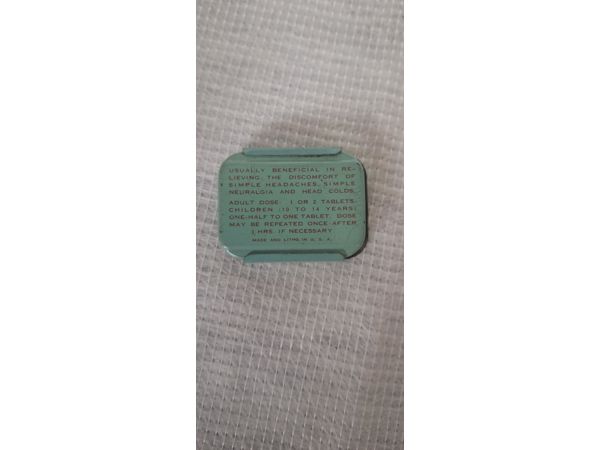 USUALLY BENEFICIAL IN RE-
LIEVING, THE DISCOMFORT OF
SIMPLE HEADACHES, SIMPLE
NEURALGIA AND HEAD COLDS.
ADULT DOSE: 1 OR 2 TABLETS.
CHILDREN (10 TO 14 YEARS)
ONE-HALF TO ONE TABLET. DOSE
MAY BE REPEATED ONCE AFTER
HRS. IF NECESSARY
MADE AND LITHO. IN U. S. A.